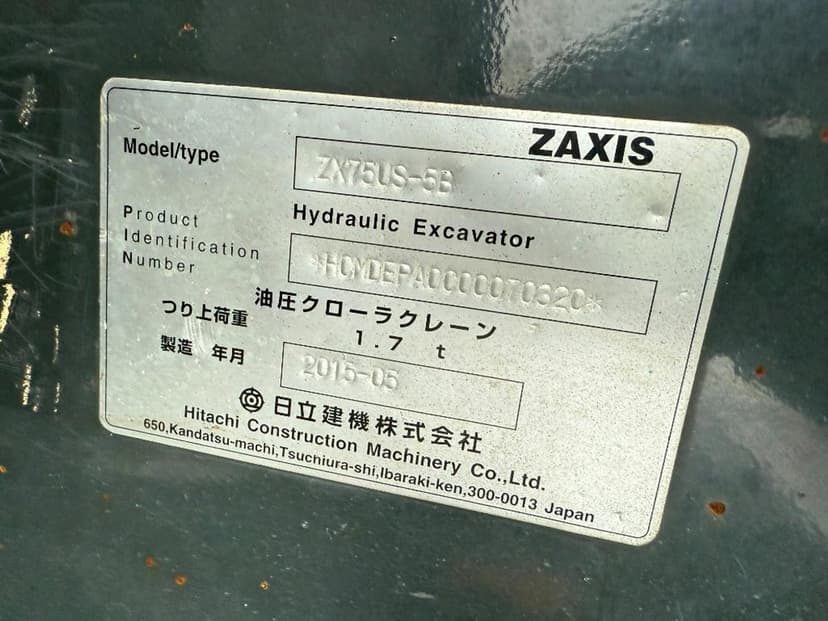 ZAXIS
Model/type ZX75US-5B
Hydraulic Excavator
Product
Identification
Number *HCMDEPA0C00070320*
油圧クローラクレーン
つり上荷重 1.7 t
製造 年月 2015-05
日立建機株式会社
Hitachi Construction Machinery Co.,Ltd.
650,Kandatsu-machi,Tsuchiura-shi,Ibaraki-ken,300-0013 Japan